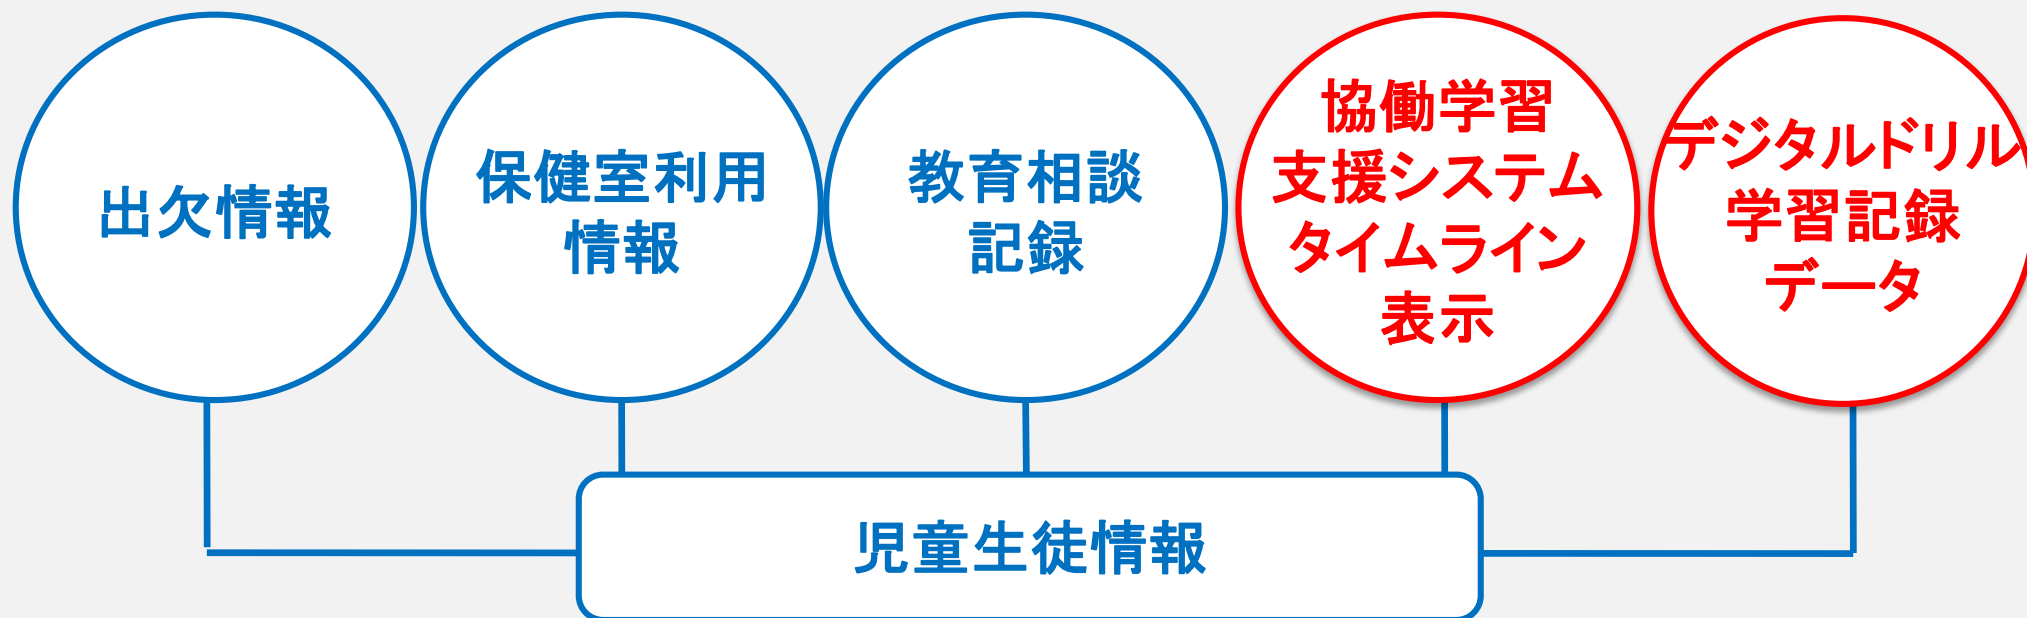 出欠情報
保健室利用
情報
教育相談
記録
協働学習
支援システム
タイムライン
表示
デジタルドリル
学習記録
データ
児童生徒情報